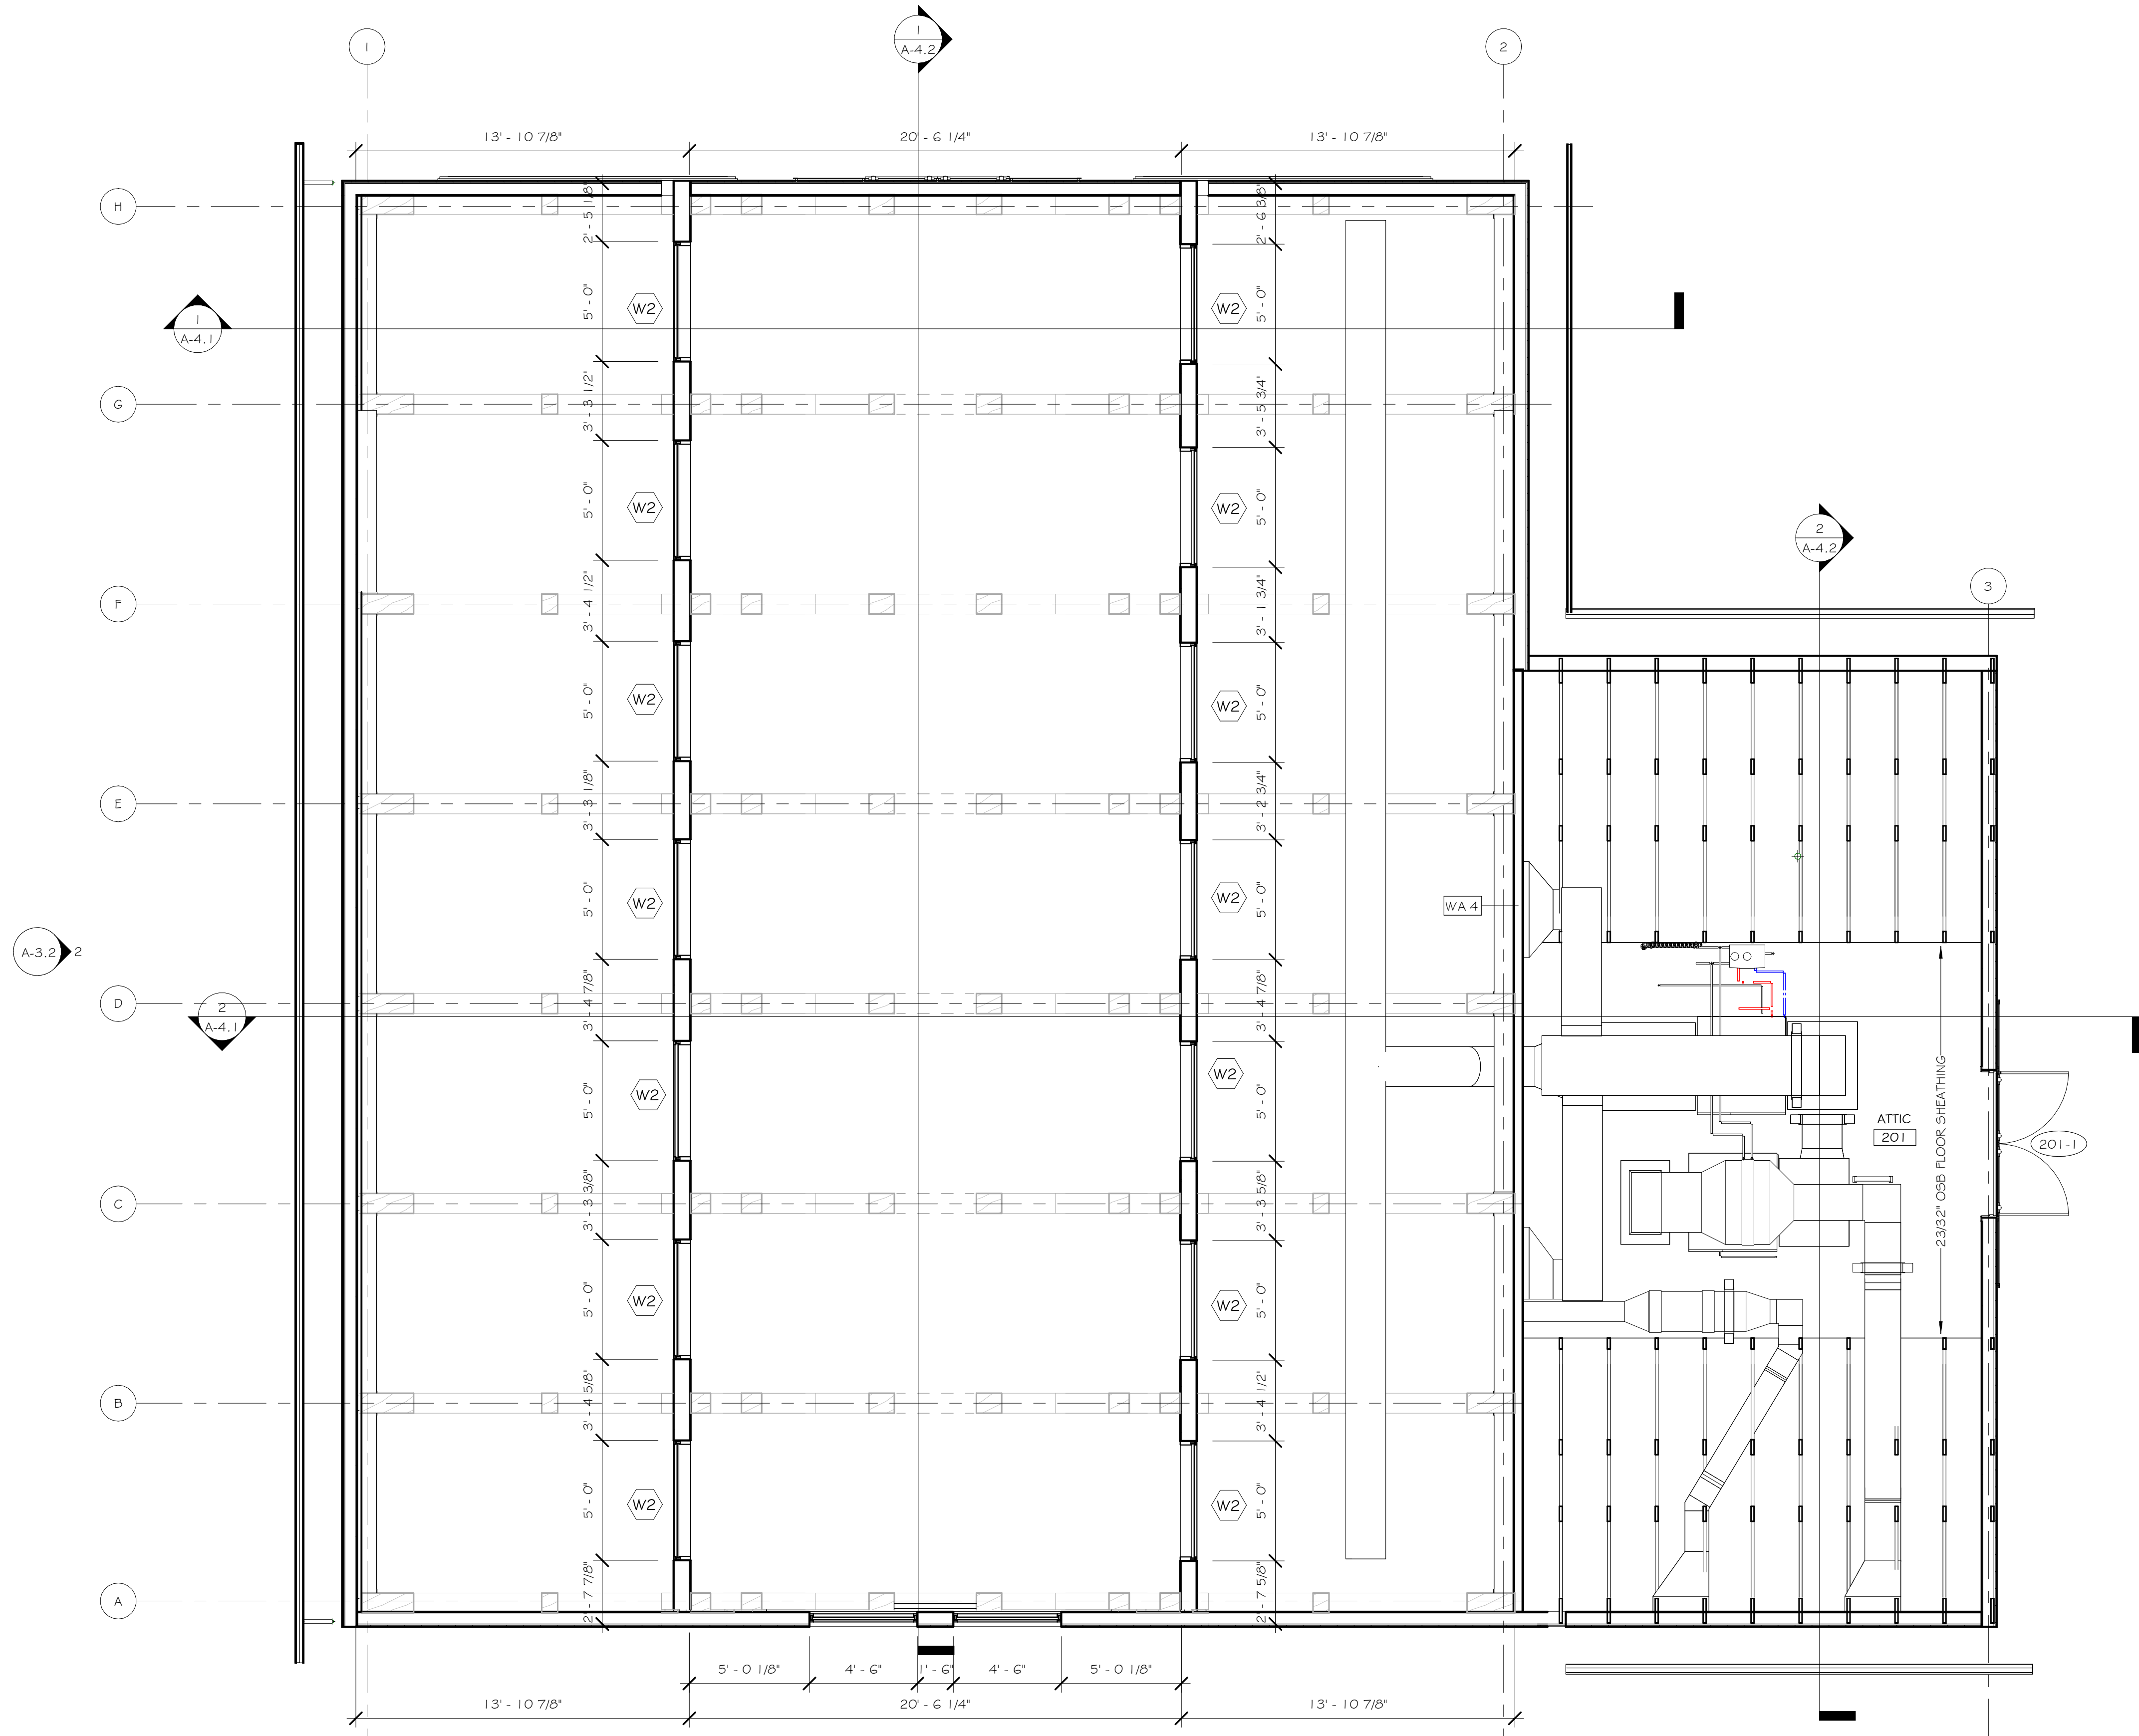 1
A-4.2
1
2
13' - 10 7/8"
20' - 6 1/4"
13' - 10 7/8"
H
2' - 5 1/8"
2' - 6 3/8"
1
A-4.1
5' - 0"
W2
W2
5' - 0"
G
3' - 3 1/2"
3' - 5 3/4"
5' - 0"
W2
W2
5' - 0"
2
A-4.2
F
3' - 4 1/2"
3' - 1 3/4"
3
5' - 0"
W2
W2
5' - 0"
E
3' - 3 1/8"
3' - 2 3/4"
5' - 0"
W2
W2
5' - 0"
WA 4
A-3.2
2
D
2
A-4.1
3' - 4 7/8"
3' - 4 7/8"
5' - 0"
W2
W2
5' - 0"
ATTIC
201
23/32" OSB FLOOR SHEATHING
201-1
C
3' - 3 3/8"
3' - 3 5/8"
5' - 0"
W2
W2
5' - 0"
B
3' - 4 5/8"
3' - 4 1/2"
5' - 0"
W2
W2
5' - 0"
A
2' - 7 7/8"
2' - 7 5/8"
5' - 0 1/8"
4' - 6"
1' - 6"
4' - 6"
5' - 0 1/8"
13' - 10 7/8"
20' - 6 1/4"
13' - 10 7/8"